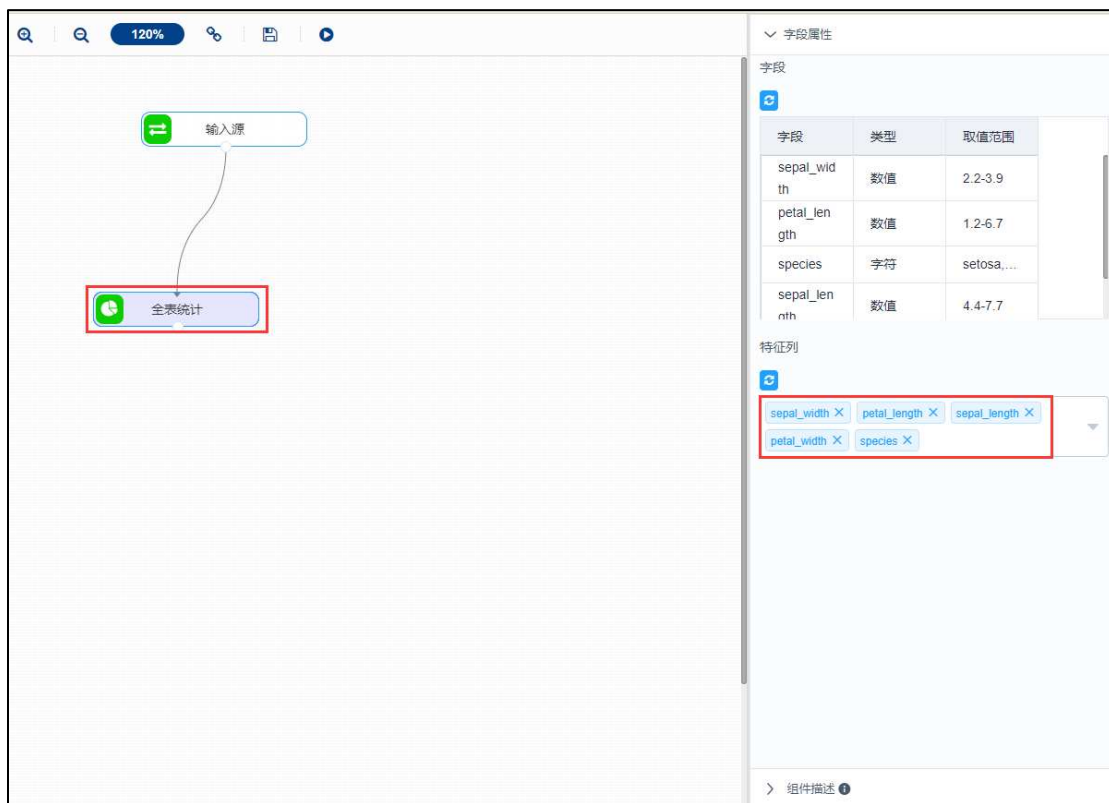 120%
输入源
全表统计
字段属性
字段
字段 类型 取值范围
sepal_wid
th 数值 2.2-3.9
petal_len
gth 数值 1.2-6.7
species 字符 setosa,...
sepal_len
gth 数值 4.4-7.7
特征列
sepal_width × petal_length × sepal_length ×
petal_width × species ×
组件描述